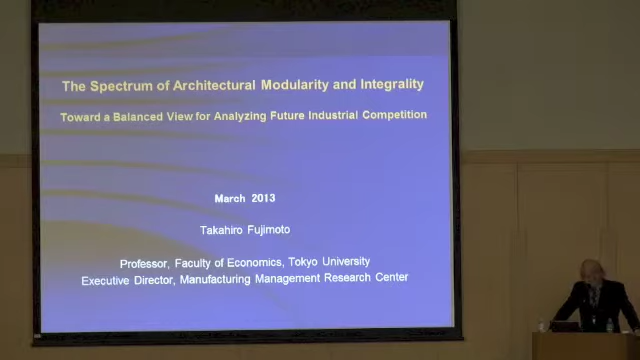 The Spectrum of Architectural Modularity and Integrality
Toward a Balanced View for Analyzing Future Industrial Competition
March 2013
Takahiro Fujimoto
Professor, Faculty of Economics, Tokyo University
Executive Director, Manufacturing Management Research Center